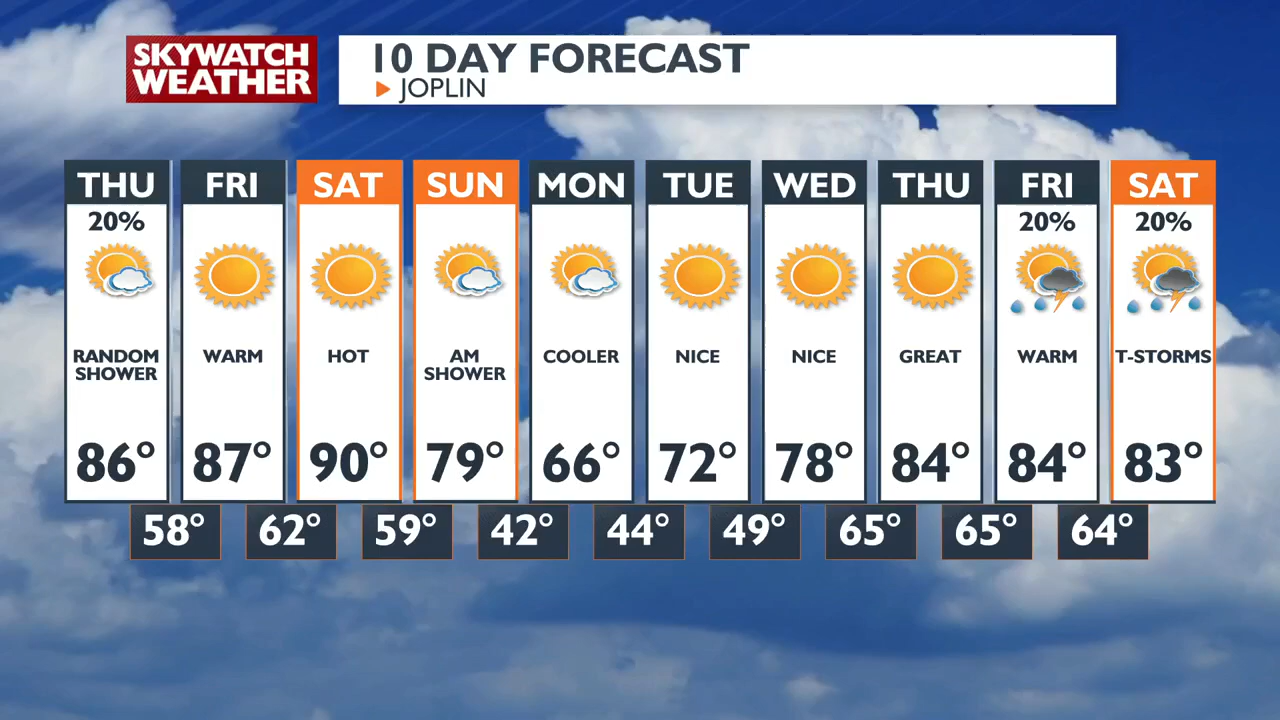 SKYWATCH
WEATHER
10 DAY FORECAST
JOPLIN
THU FRI SAT SUN MON TUE WED THU FRI SAT
20% 20% 20%
RANDOM
SHOWER
WARM
HOT
AM
SHOWER
COOLER
NICE
NICE
GREAT
WARM
T-STORMS
86° 87° 90° 79° 66° 72° 78° 84° 84° 83°
58° 62° 59° 42° 44° 49° 65° 65° 64°